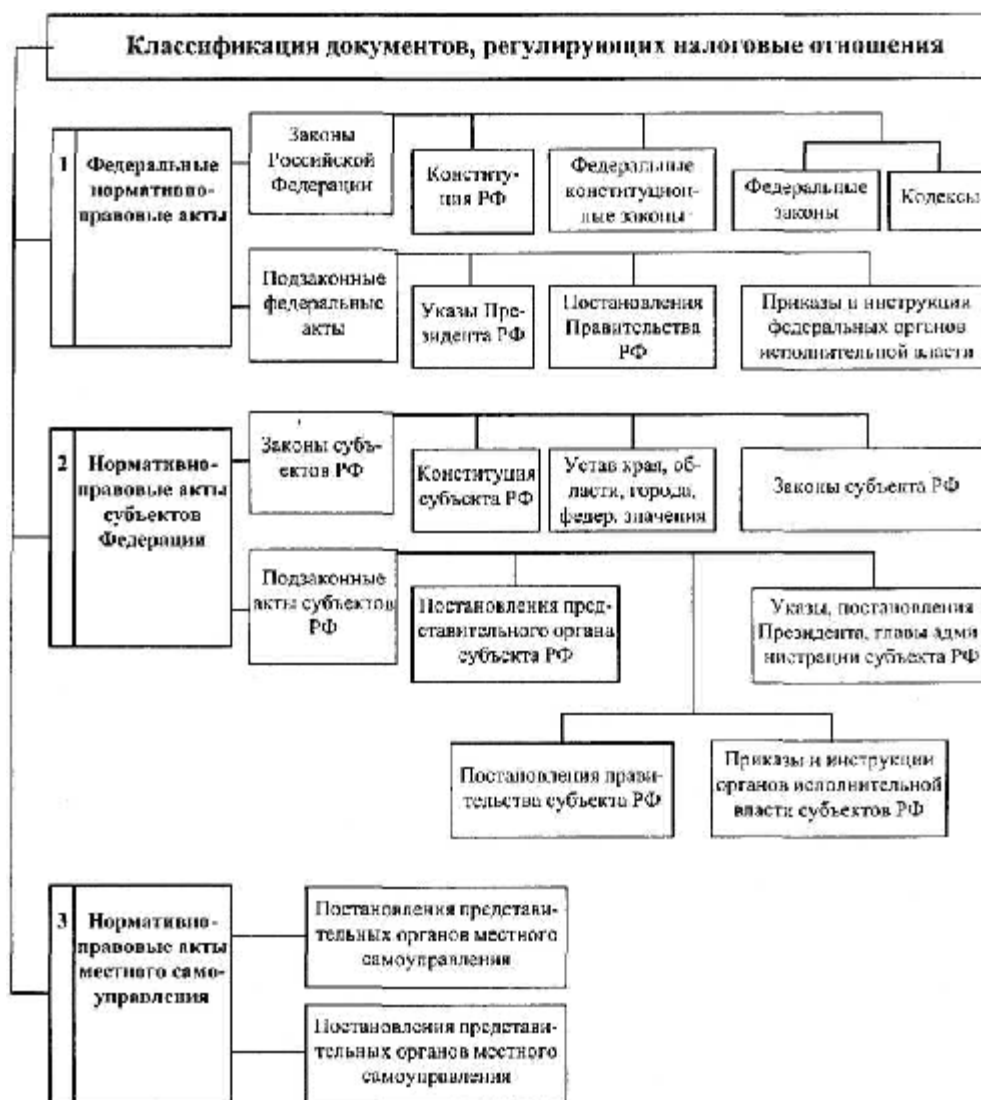 Классификация документов, регулирующих налоговые отношения
1
Федеральные
нормативно-
правовые акты
Законы
Российской
Федерации
Конститу-
ция РФ
Федеральные
конституцион-
ные законы
Федеральные
законы
Кодексы
Подзаконные
федеральные
акты
Указы Пре-
зидента РФ
Постановления
Правительства
РФ
Приказы и инструкции
федеральных органов
исполнительной власти
2
Нормативно-
правовые акты
субъектов
Федерации
Законы субъ-
ектов РФ
Конституция
субъекта РФ
Устав края, об-
ласти, города,
федер. значения
Законы субъекта РФ
Подзаконные
акты субъектов
РФ
Постановления пред-
ставительного органа
субъекта РФ
Указы, постановления
Президента, главы адми
нистрации субъекта РФ
Постановления прави-
тельства субъекта РФ
Приказы и инструкции
органов исполнительной
власти субъектов РФ
3
Нормативно-
правовые акты
местного само-
управления
Постановления представи-
тельных органов местного
самоуправления
Постановления представи-
тельных органов местного
самоуправления